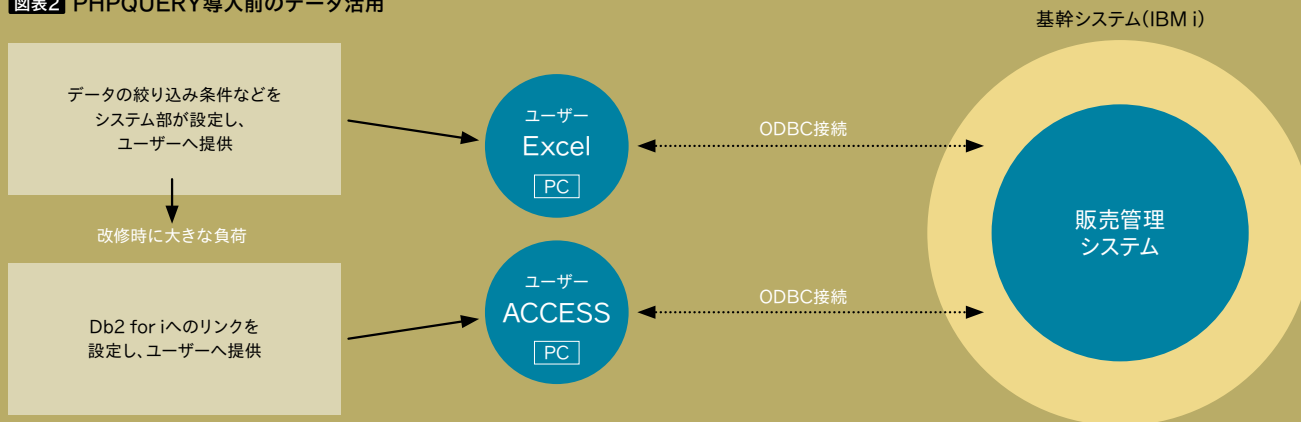 図表2 PHPQUERY導入前のデータ活用
基幹システム(IBM i)
データの絞り込み条件などを
システム部が設定し、
ユーザーへ提供
改修時に大きな負荷
Db2 for iへのリンクを
設定し、ユーザーへ提供
ユーザー
Excel
PC
ODBC接続
ユーザー
ACCESS
PC
ODBC接続
販売管理
システム